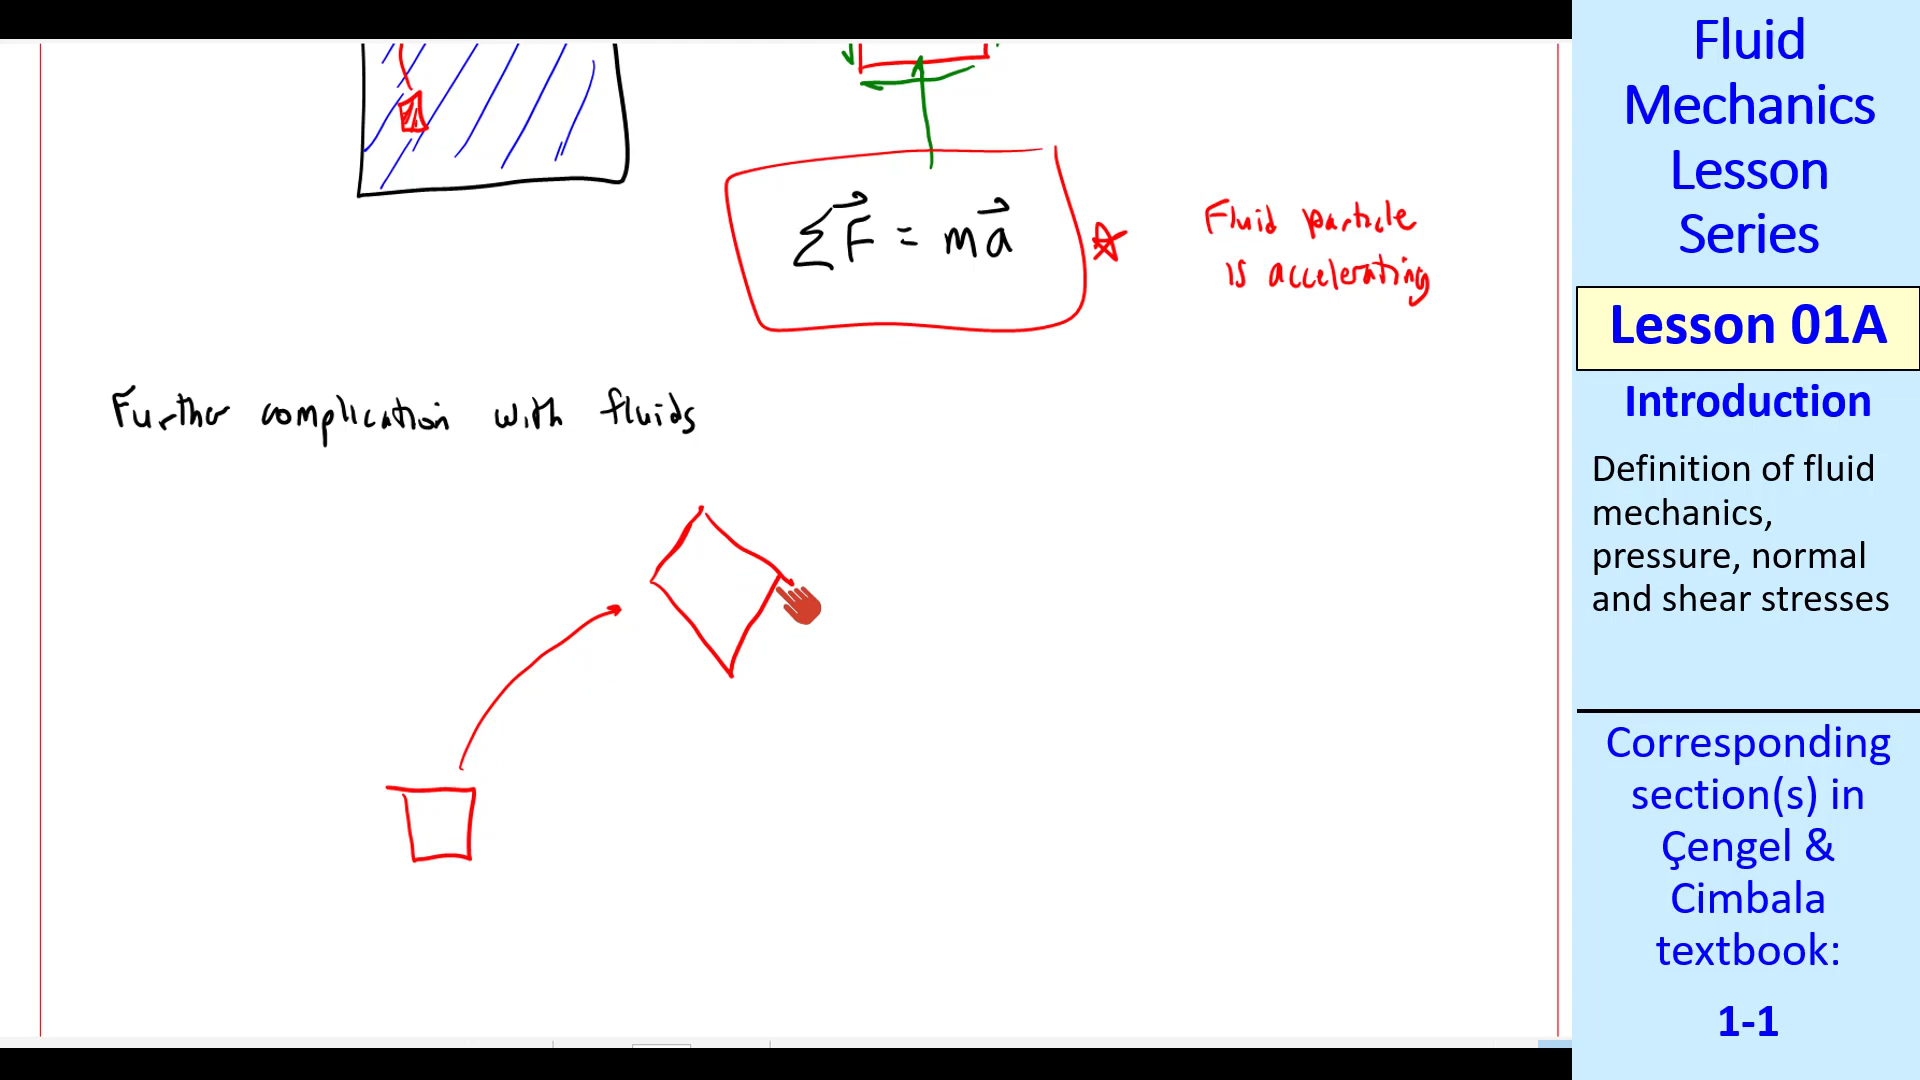 ∑F⃗ = ma⃗
Fluid particle
is accelerating
Further complication with fluids
Fluid
Mechanics
Lesson
Series
Lesson 01A
Introduction
Definition of fluid
mechanics,
pressure, normal
and shear stresses
Corresponding
section(s) in
Çengel &
Cimbala
textbook:
1-1